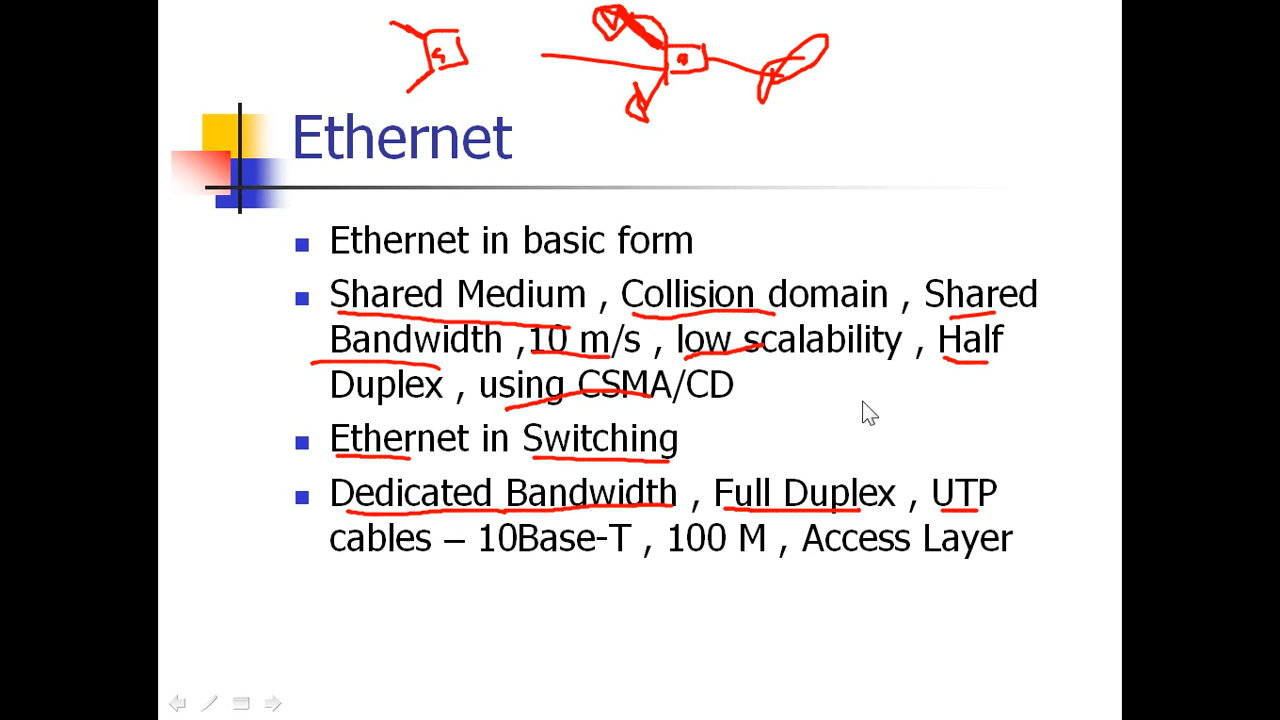 Ethernet
Ethernet in basic form
Shared Medium , Collision domain , Shared
Bandwidth ,10 m/s , low scalability , Half
Duplex , using CSMA/CD
Ethernet in Switching
Dedicated Bandwidth , Full Duplex , UTP
cables – 10Base-T , 100 M , Access Layer